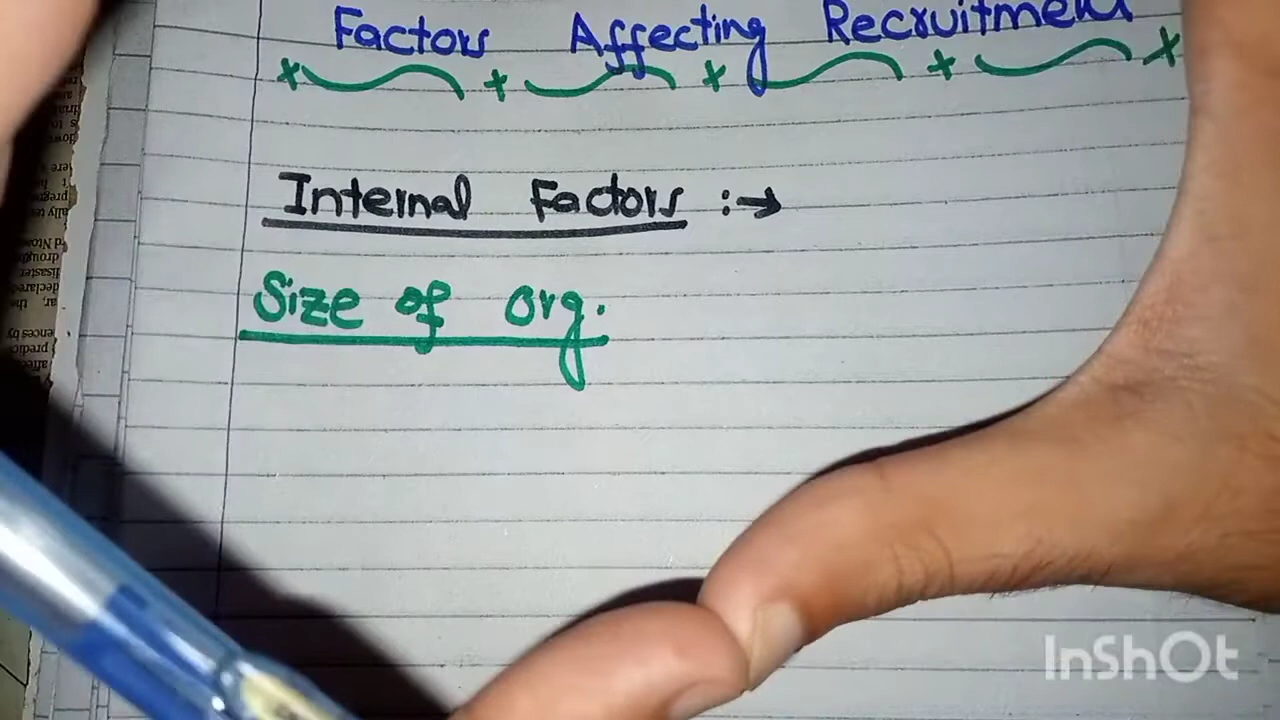 Factors Affecting Recruitment
Internal Factors :→
Size of org.
InShOt